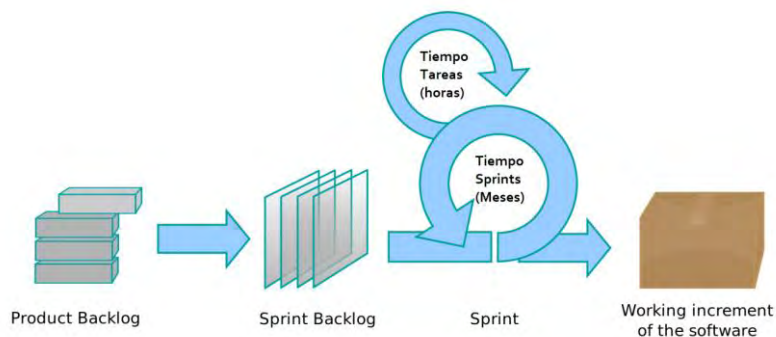 Tiempo
Tareas
(horas)
Tiempo
Sprints
(Meses)
Product Backlog
Sprint Backlog
Sprint
Working increment
of the software